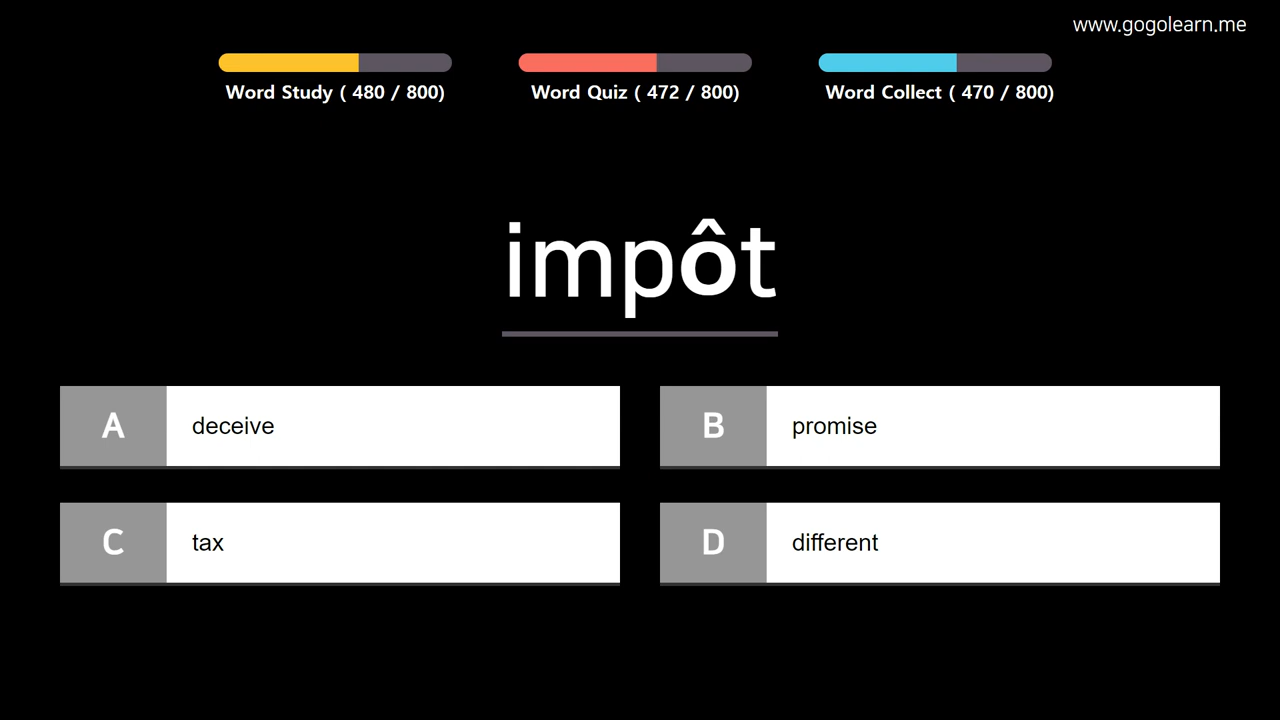 www.gogolearn.me
Word Study ( 480 / 800)
Word Quiz ( 472 / 800)
Word Collect ( 470 / 800)
impôt
A deceive
B promise
C tax
D different